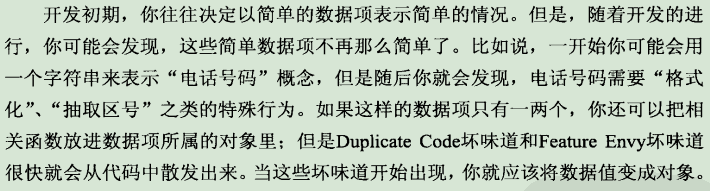 开发初期，你往往决定以简单的数据项表示简单的情况。但是，随着开发的进
行，你可能会发现，这些简单数据项不再那么简单了。比如说，一开始你可能会用
一个字符串来表示“电话号码”概念，但是随后你就会发现，电话号码需要“格式
化”、“抽取区号”之类的特殊行为。如果这样的数据项只有一两个，你还可以把相
关函数放进数据项所属的对象里；但是Duplicate Code坏味道和Feature Envy坏味道
很快就会从代码中散发出来。当这些坏味道开始出现，你就应该将数据值变成对象。